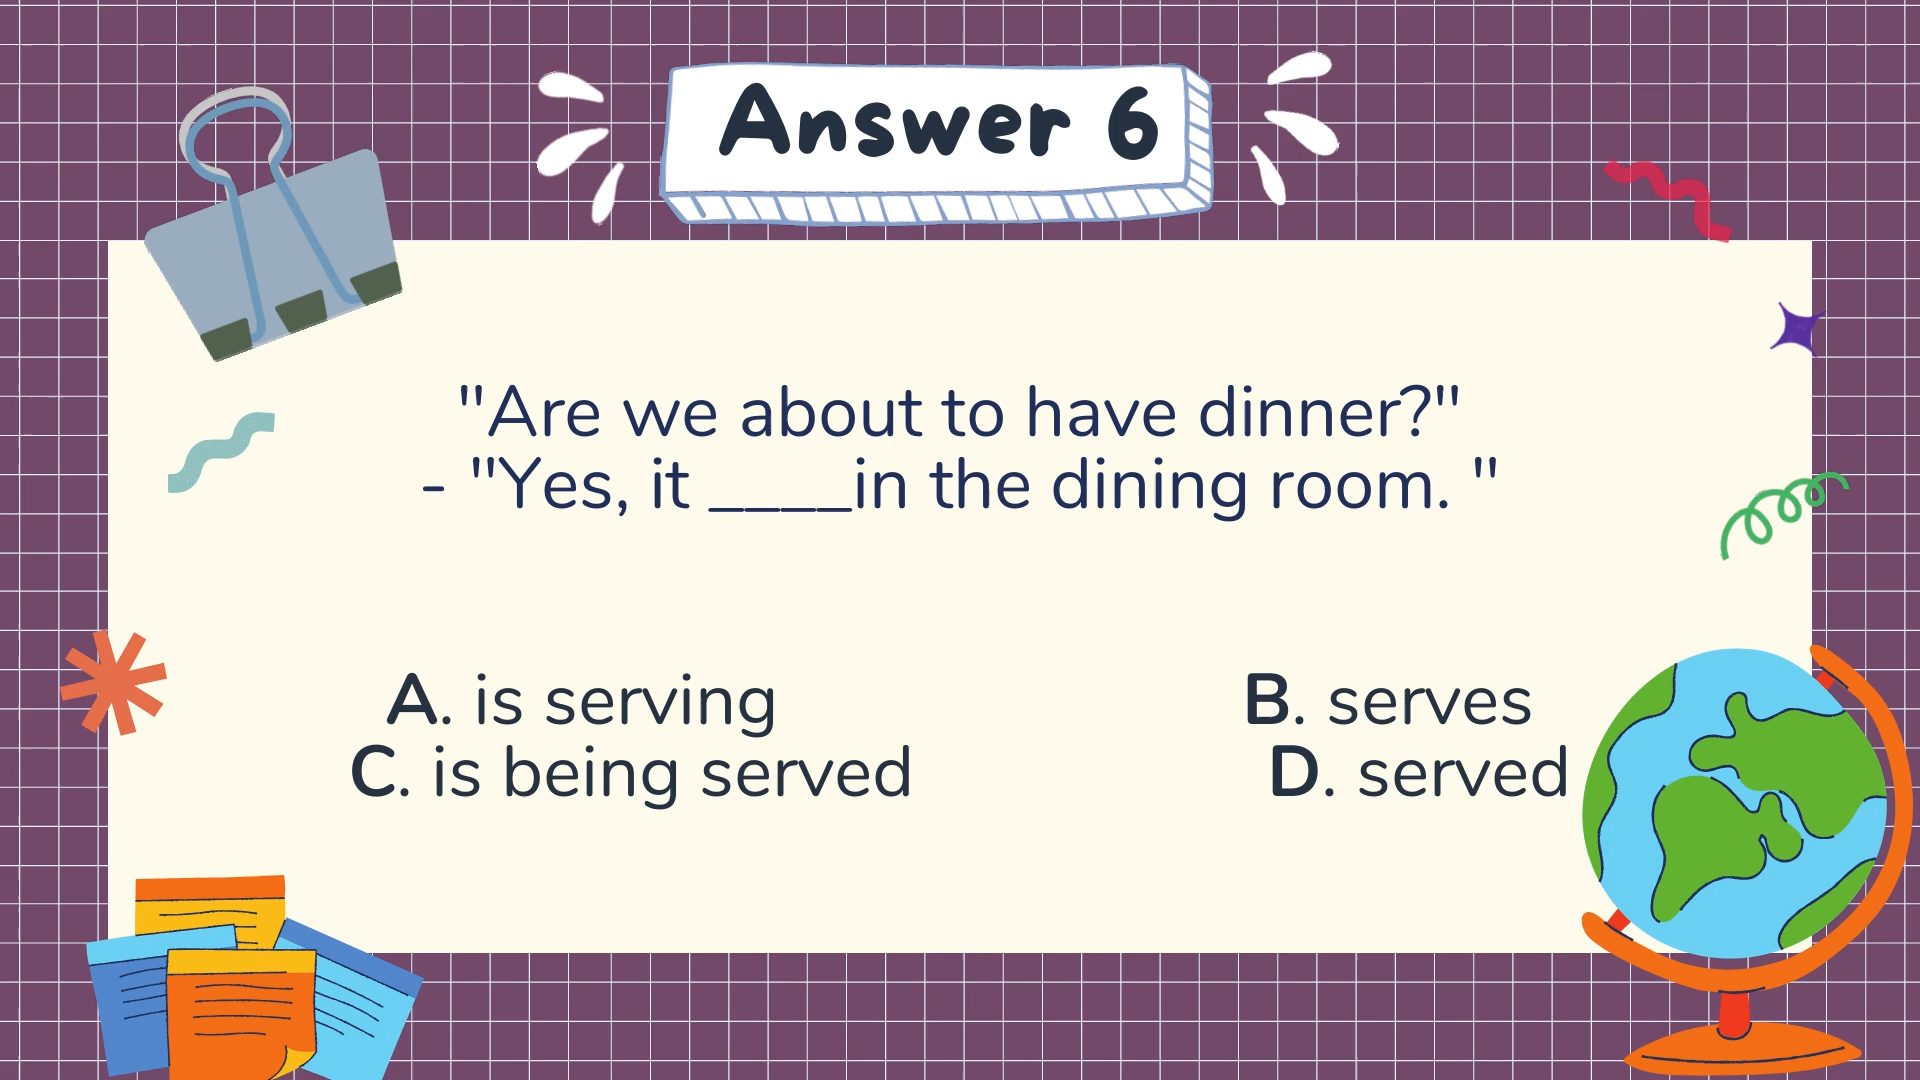 Answer 6
"Are we about to have dinner?"
- "Yes, it ____in the dining room. "
A. is serving B. serves
C. is being served D. served